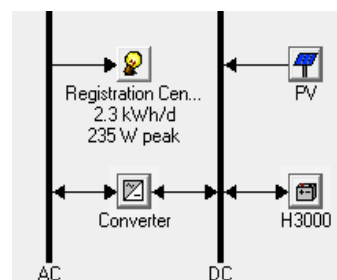 Registration Cen...
2.3 kWh/d
235 W peak
PV
Converter
H3000
AC
DC